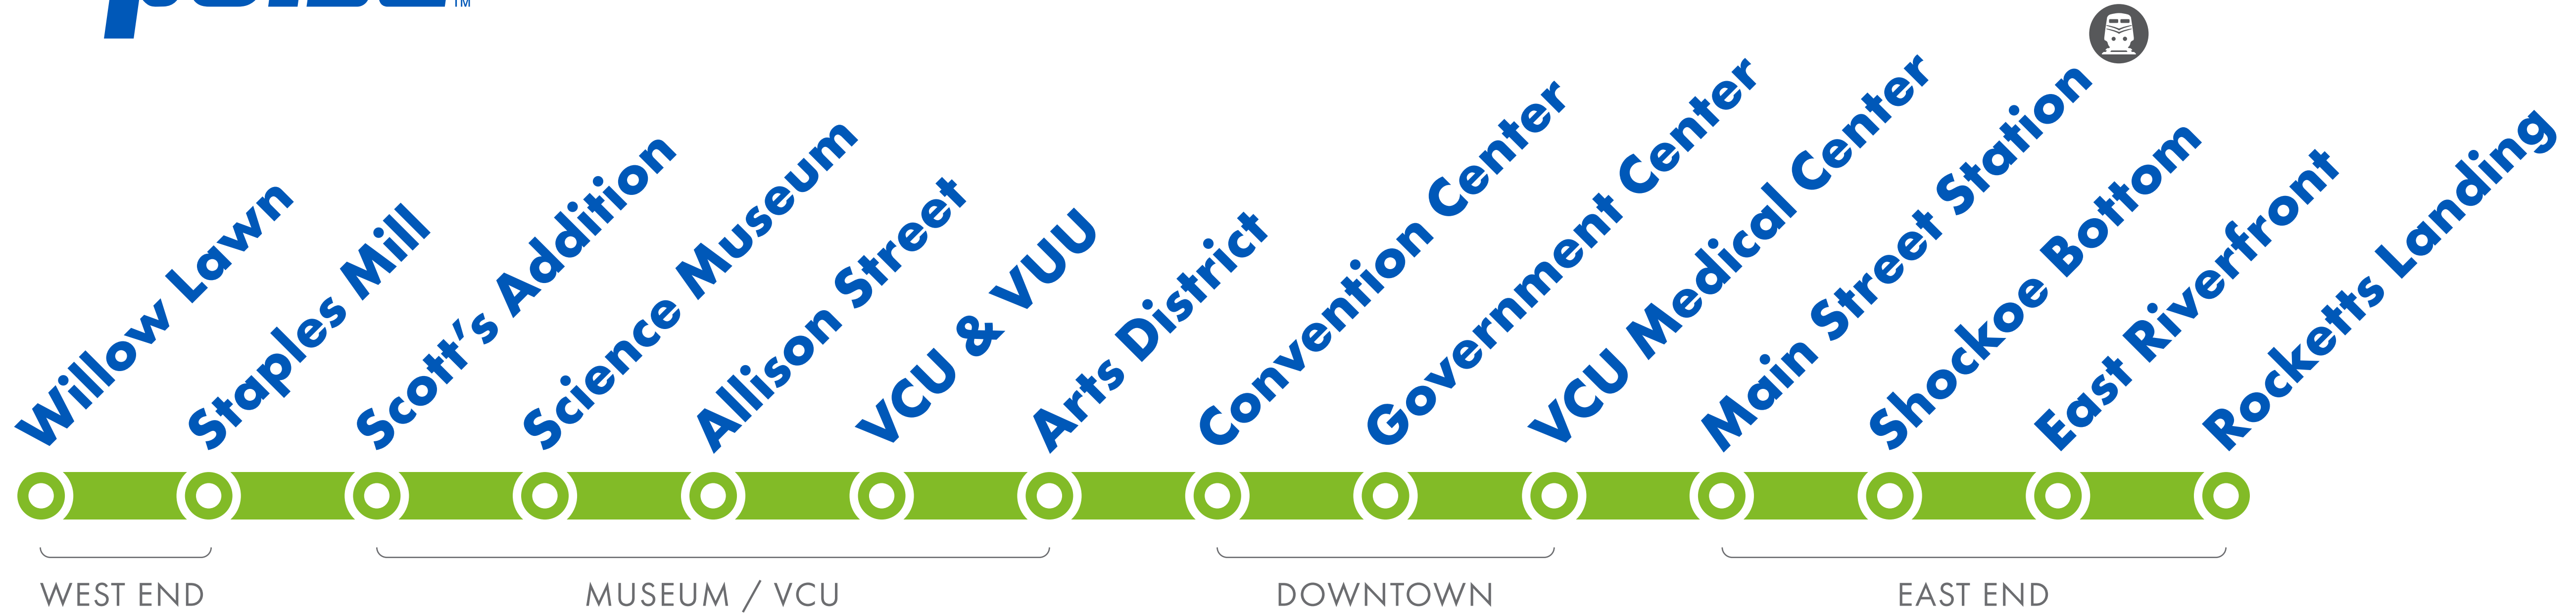 TM
Willow Lawn
Staples Mill
Scott’s Addition
Science Museum
Allison Street
VCU & VUU
Arts District
Convention Center
Government Center
VCU Medical Center
Main Street Station
Shockoe Bottom
East Riverfront
Rocketts Landing
WEST END
MUSEUM / VCU
DOWNTOWN
EAST END